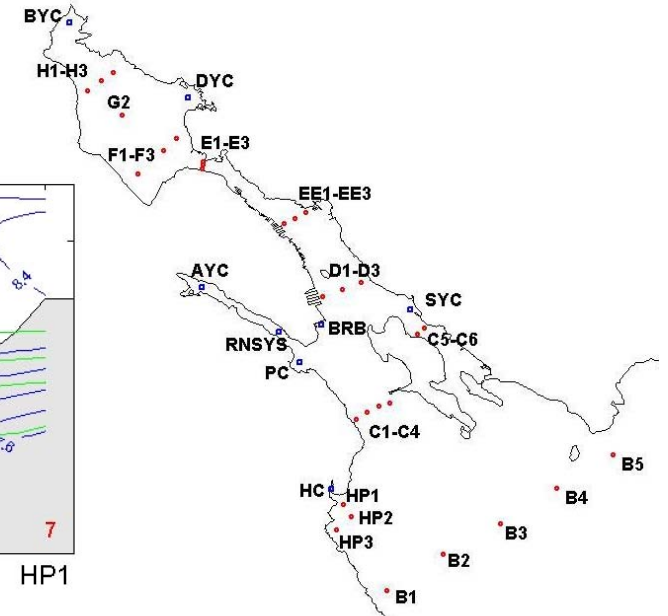 BYC
H1-H3
DYC
G2
E1-E3
F1-F3
EE1-EE3
8.4
AYC
D1-D3
SYC
RNSYS
BRB
C5-C6
PC
C1-C4
B5
HC
HP1
B4
HP2
B3
HP3
7
B2
HP1
B1